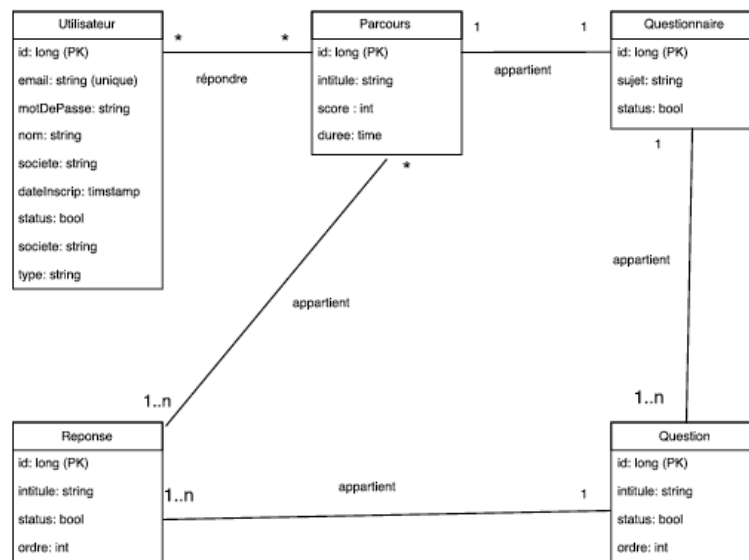 Utilisateur
id: long (PK)
email: string (unique)
motDePasse: string
nom: string
societe: string
dateInscrip: timstamp
status: bool
societe: string
type: string
*
*
répondre
Parcours
id: long (PK)
intitule: string
score : int
duree: time
1
1
appartient
Questionnaire
id: long (PK)
sujet: string
status: bool
*
1
appartient
appartient
1..n
1..n
Reponse
id: long (PK)
intitule: string
status: bool
ordre: int
1..n
appartient
1
Question
id: long (PK)
intitule: string
status: bool
ordre: int